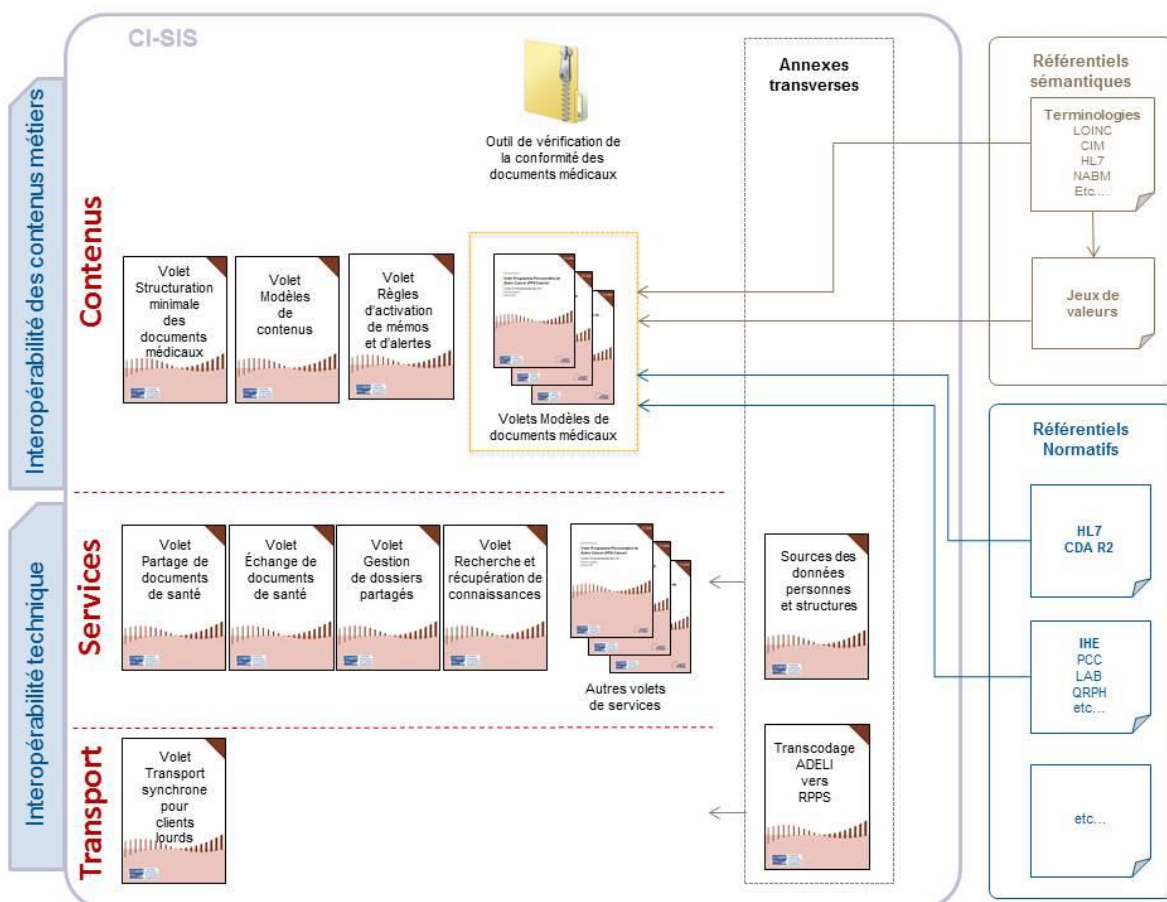 CI-SIS
Interopérabilité des contenus métiers
Interopérabilité technique
Contenus
Outil de vérification de
la conformité des
documents médicaux
Volet
Structuration
minimale
des
documents
médicaux
Volet
Modèles
de
contenus
Volet
Règles
d'activation
de mémos
et d'alertes
Volets Modèles de
documents médicaux
Services
Volet
Partage de
documents
de santé
Volet
Échange de
documents
de santé
Volet
Gestion
de dossiers
partagés
Volet
Recherche et
récupération de
connaissances
Autres volets
de services
Transport
Volet
Transport
synchrone
pour
clients
lourds
Annexes
transverses
Sources des
données
personnes
et structures
Transcodage
ADELI
vers
RPPS
Référentiels
sémantiques
Terminologies
LOINC
CIM
HL7
NABM
Etc....
Jeux de
valeurs
Référentiels
Normatifs
HL7
CDA R2
IHE
PCC
LAB
QRPH
etc...
etc...